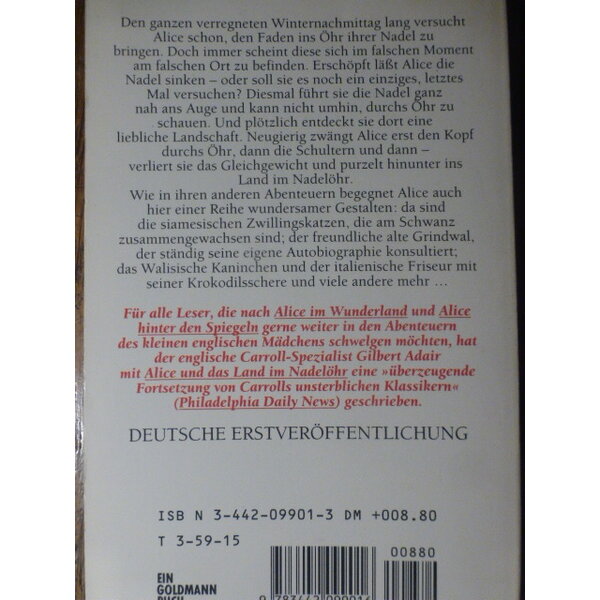 Den ganzen verregneten Winternachmittag lang versucht
Alice schon, den Faden ins Öhr ihrer Nadel zu
bringen. Doch immer scheint diese sich im falschen Moment
am falschen Ort zu befinden. Erschöpft läßt Alice die
Nadel sinken – oder soll sie es noch ein einziges, letztes
Mal versuchen? Diesmal führt sie die Nadel ganz
nah ans Auge und kann nicht umhin, durchs Öhr zu
schauen. Und plötzlich entdeckt sie dort eine
liebliche Landschaft. Neugierig zwängt Alice erst den Kopf
durchs Öhr, dann die Schultern und dann –
verliert sie das Gleichgewicht und purzelt hinunter ins
Land im Nadelöhr.
Wie in ihren anderen Abenteuern begegnet Alice auch
hier einer Reihe wundersamer Gestalten: da sind
die siamesischen Zwillingskatzen, die am Schwanz
zusammengewachsen sind; der freundliche alte Grindwal,
der ständig seine eigene Autobiographie konsultiert;
das Walisische Kaninchen und der italienische Friseur mit
seiner Krokodilsschere und viele andere mehr ...
Für alle Leser, die nach Alice im Wunderland und Alice
hinter den Spiegeln gerne weiter in den Abenteuern
des kleinen englischen Mädchens schwelgen möchten, hat
der englische Carroll-Spezialist Gilbert Adair
mit Alice und das Land im Nadelöhr eine »überzeugende
Fortsetzung von Carrolls unsterblichen Klassikern«
(Philadelphia Daily News) geschrieben.
DEUTSCHE ERSTVERÖFFENTLICHUNG
ISB N 3-442-09901-3 DM +008.80
T 3-59-15
00880
EIN
GOLDMANN
BUCH